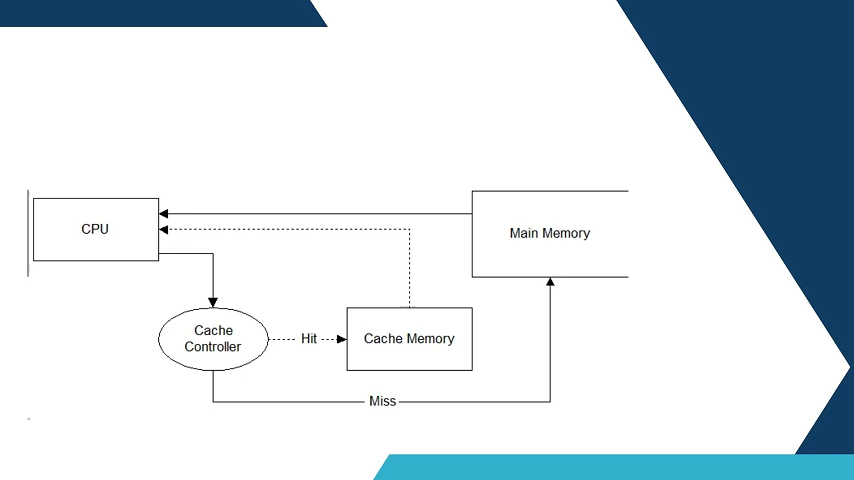 CPU
Main Memory
Cache
Controller
Hit
Cache Memory
Miss